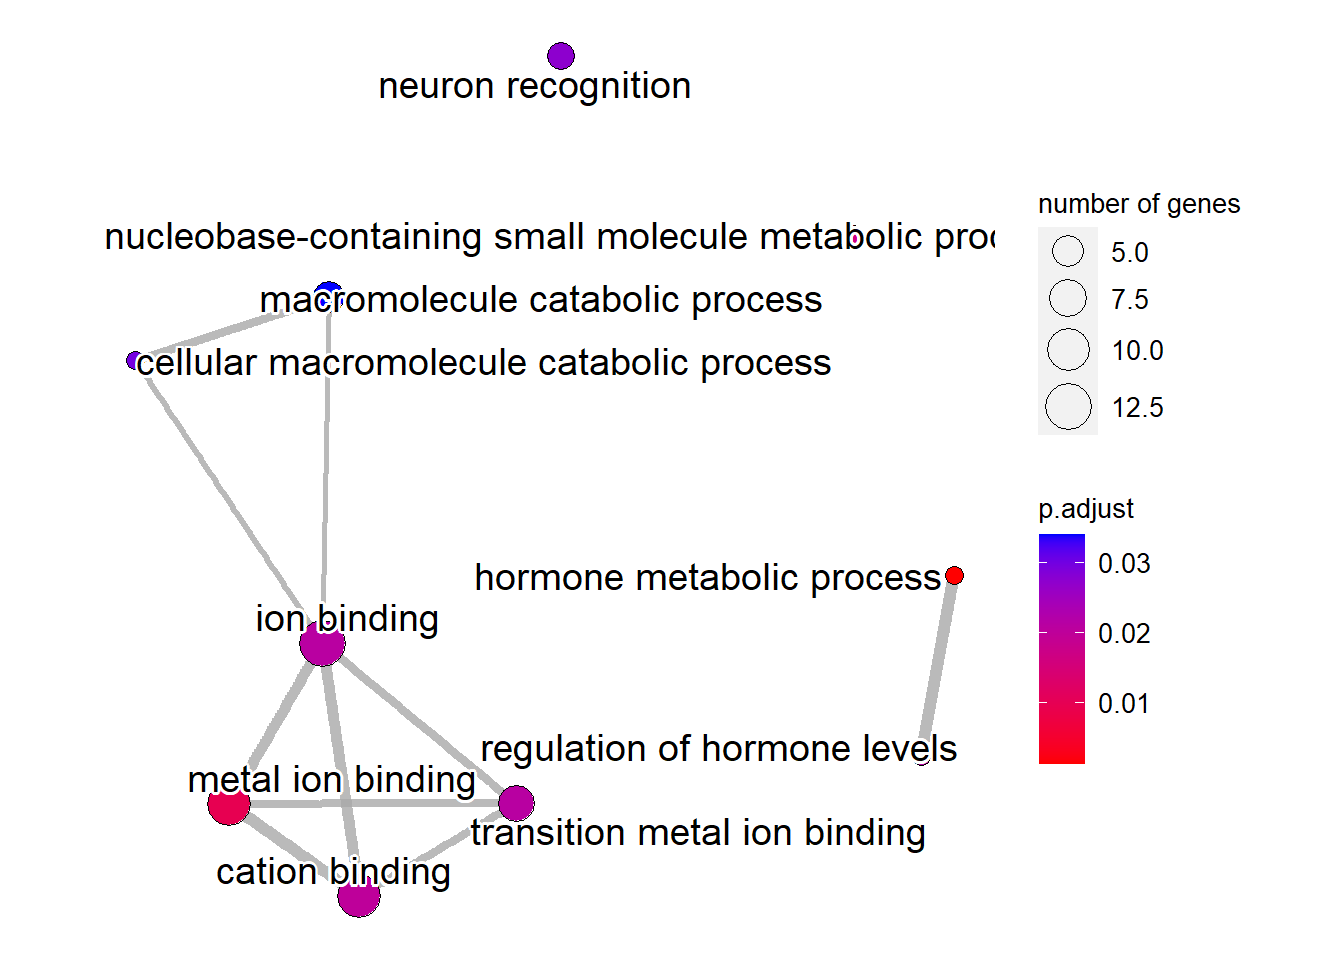 neuron recognition
nucleobase-containing small molecule metabolic proc
macromolecule catabolic process
cellular macromolecule catabolic process
ion binding
hormone metabolic process
regulation of hormone levels
metal ion binding
transition metal ion binding
cation binding
number of genes
5.0
7.5
10.0
12.5
p.adjust
0.03
0.02
0.01